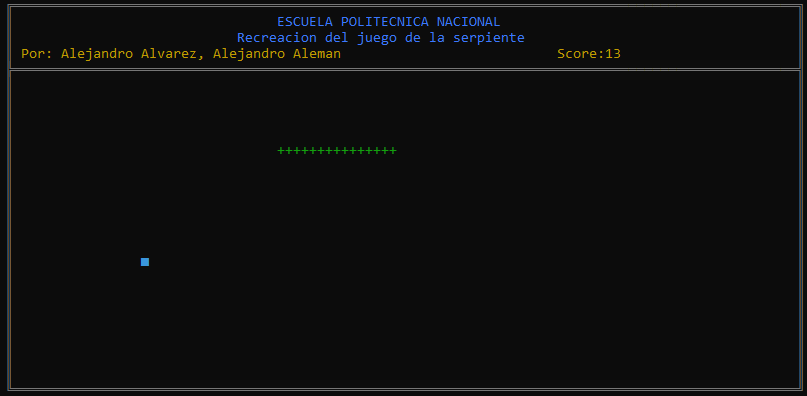 ESCUELA POLITECNICA NACIONAL
Recreacion del juego de la serpiente
Por: Alejandro Alvarez, Alejandro Aleman Score:13
+++++++++++++++